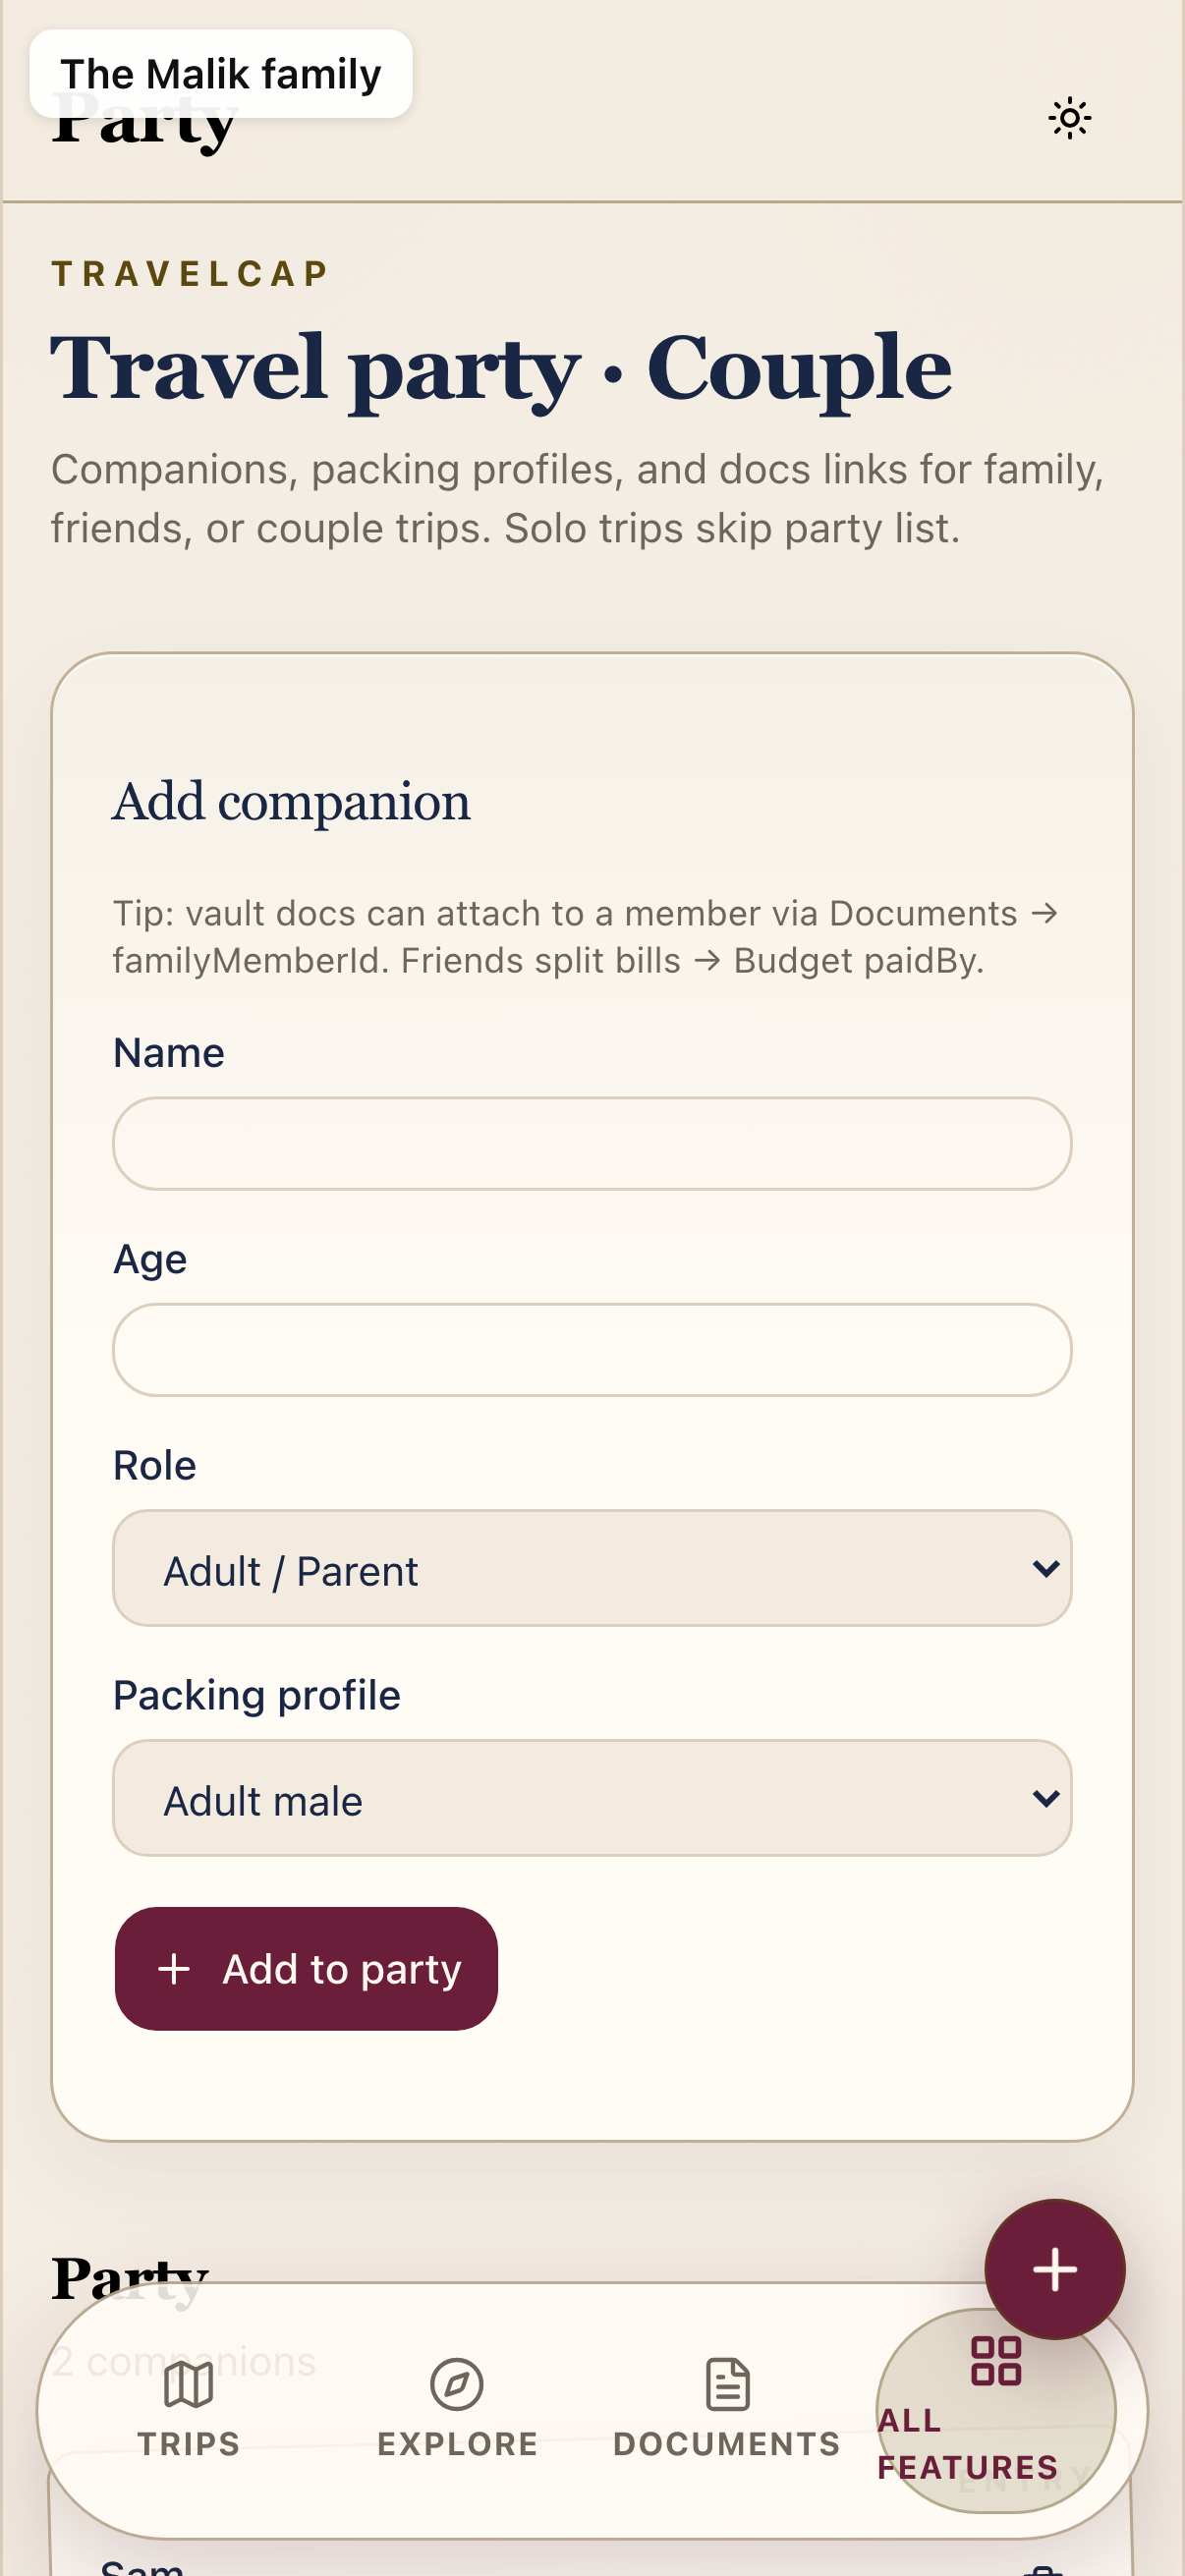 The Malik family
Party
TRAVELCAP
Travel party · Couple
Companions, packing profiles, and docs links for family,
friends, or couple trips. Solo trips skip party list.
Add companion
Tip: vault docs can attach to a member via Documents →
familyMemberId. Friends split bills → Budget paidBy.
Name
Age
Role
Adult / Parent
Packing profile
Adult male
+ Add to party
Party
2 companions
TRIPS
EXPLORE
DOCUMENTS
ALL
FEATURES
ENTRY
Sam